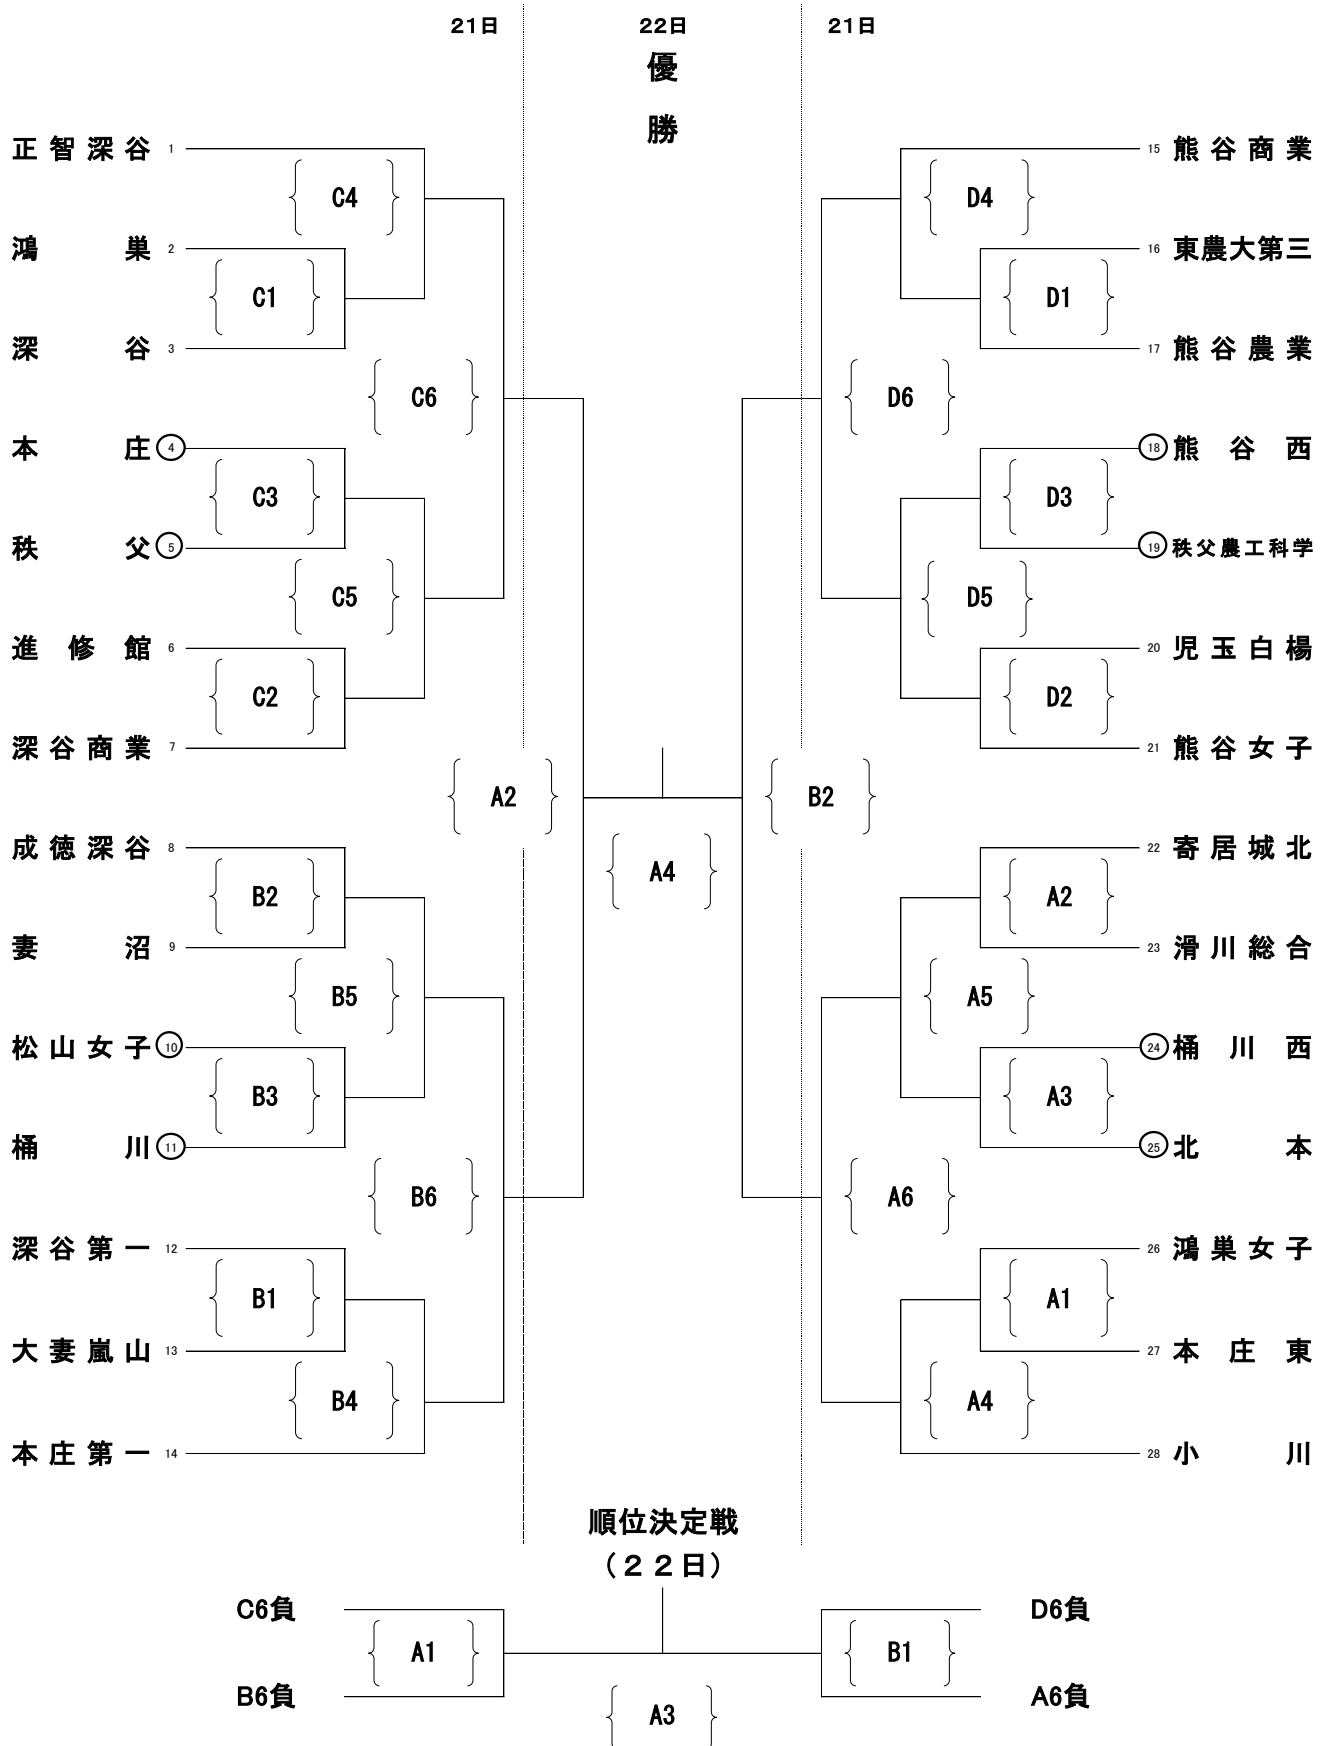 21日 22日 21日
優
勝
正智深谷 1 15 熊谷商業
C4 D4
鴻巣 2 16 東農大第三
C1 D1
深谷 3 17 熊谷農業
C6 D6
本庄 4 18 熊谷西
C3 D3
秩父 5 19 秩父農工科学
C5 D5
進修館 6 20 児玉白楊
C2 D2
深谷商業 7 21 熊谷女子
A2 B2
成徳深谷 8 22 寄居城北
A4
B2 A2
妻沼 9 23 滑川総合
B5 A5
松山女子 10 24 桶川西
B3 A3
桶川 11 25 北本
B6 A6
深谷第一 12 26 鴻巣女子
B1 A1
大妻嵐山 13 27 本庄東
B4 A4
本庄第一 14 28 小川
順位決定戦
(22日)
C6負 D6負
A1 B1
B6負 A6負
A3